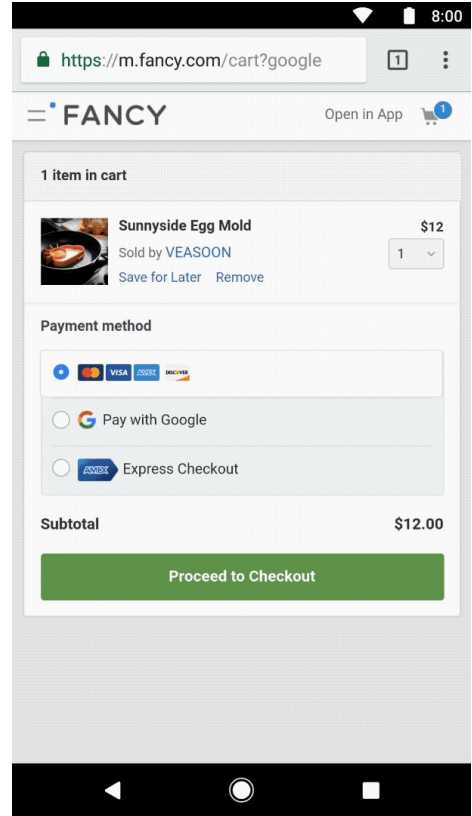 8:00
https://m.fancy.com/cart?google 1
FANCY Open in App 1
1 item in cart
Sunnyside Egg Mold $12
Sold by VEASOON 1
Save for Later Remove
Payment method
VISA AMEX DISCOVER
G Pay with Google
AMEX Express Checkout
Subtotal $12.00
Proceed to Checkout